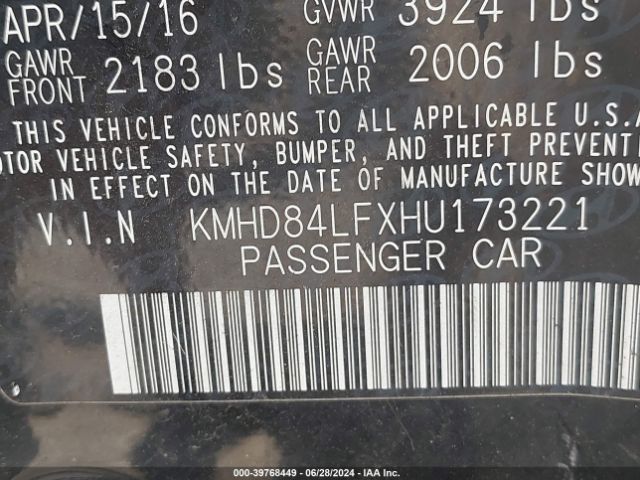 APR/15/16 GVWR 3924 lbs
GAWR FRONT 2183 lbs GAWR REAR 2006 lbs
THIS VEHICLE CONFORMS TO ALL APPLICABLE U.S.A
OTOR VEHICLE SAFETY, BUMPER, AND THEFT PREVENTI
IN EFFECT ON THE DATE OF MANUFACTURE SHOW
V.I.N KMHD84LFXHU173221
PASSENGER CAR
000-39768449 | 06/28/2024 | IAA Inc.